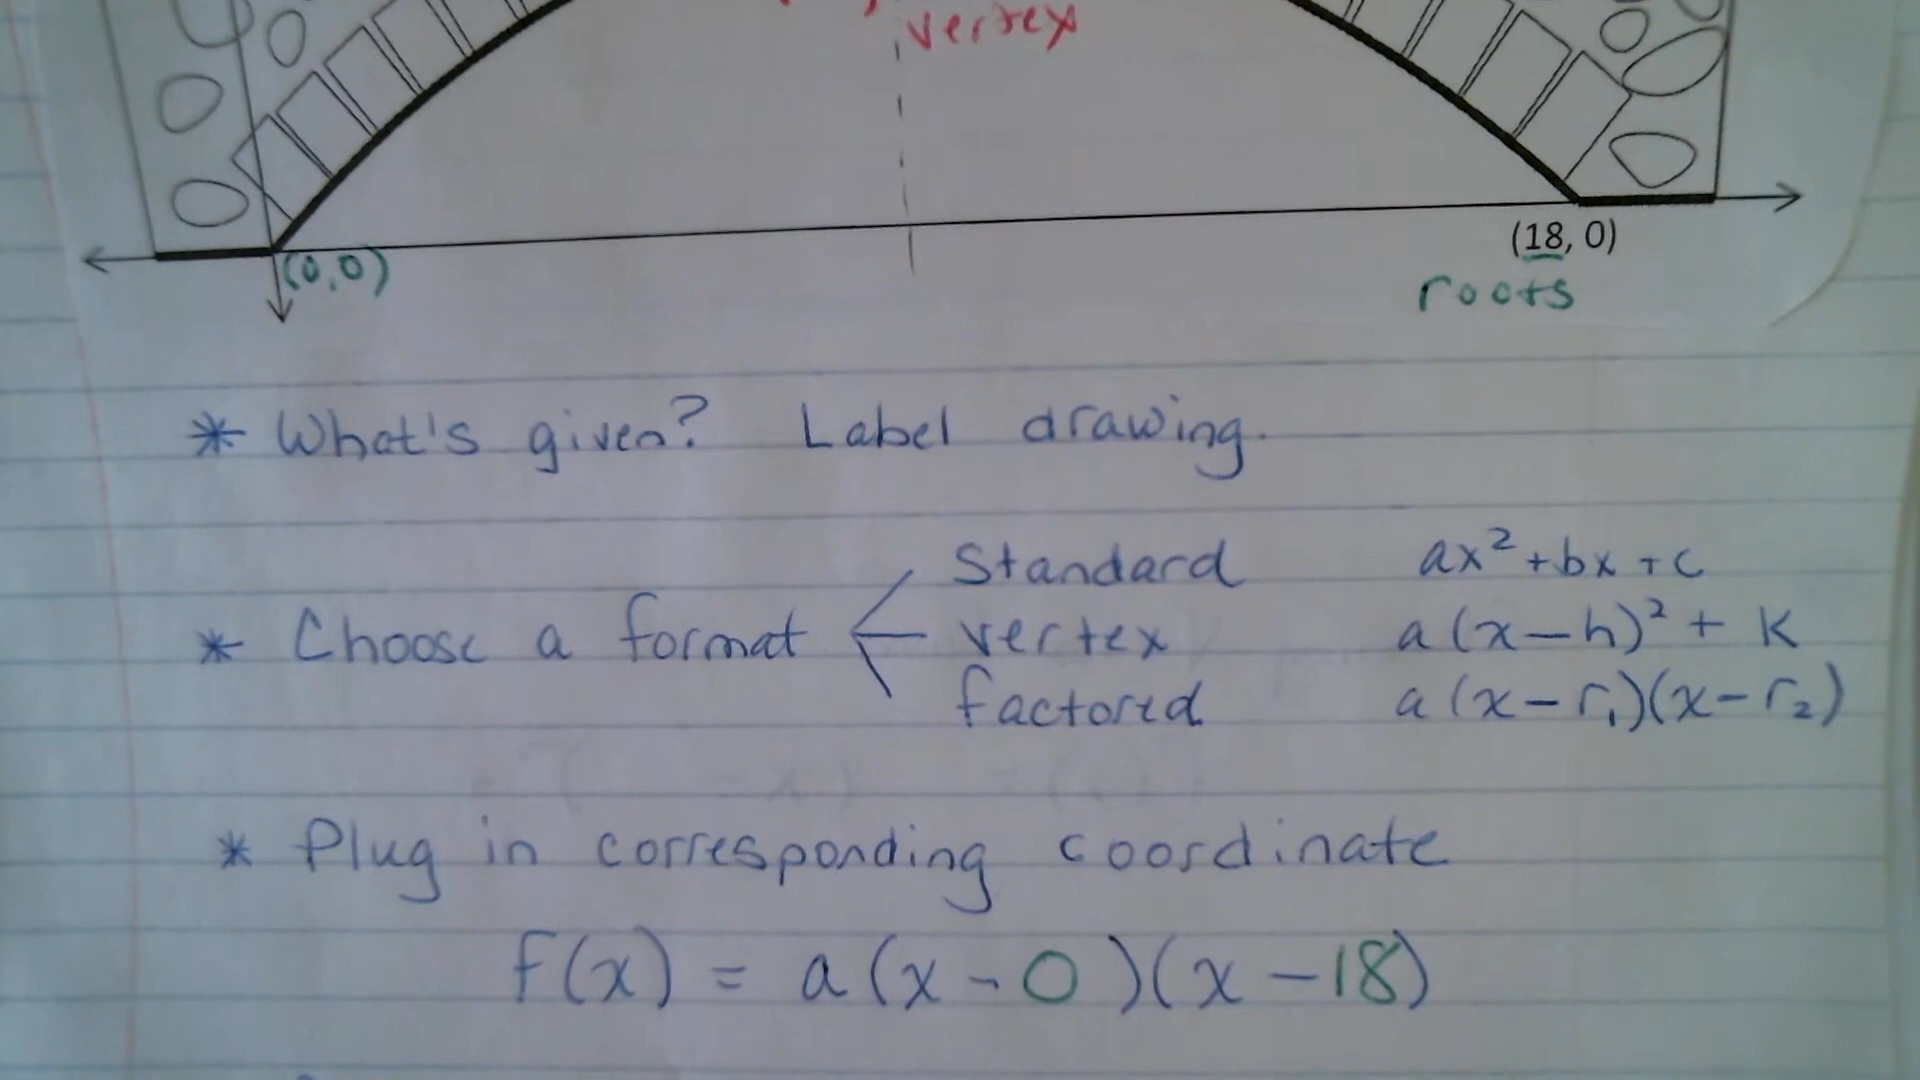 vertex
(18, 0)
(0,0)
roots
* What's given? Label drawing.
Standard ax²+bx+c
* Choose a format vertex a(x-h)²+k
factored a(x-r₁)(x-r₂)
* Plug in corresponding coordinate
f(x) = a(x-0)(x-18)